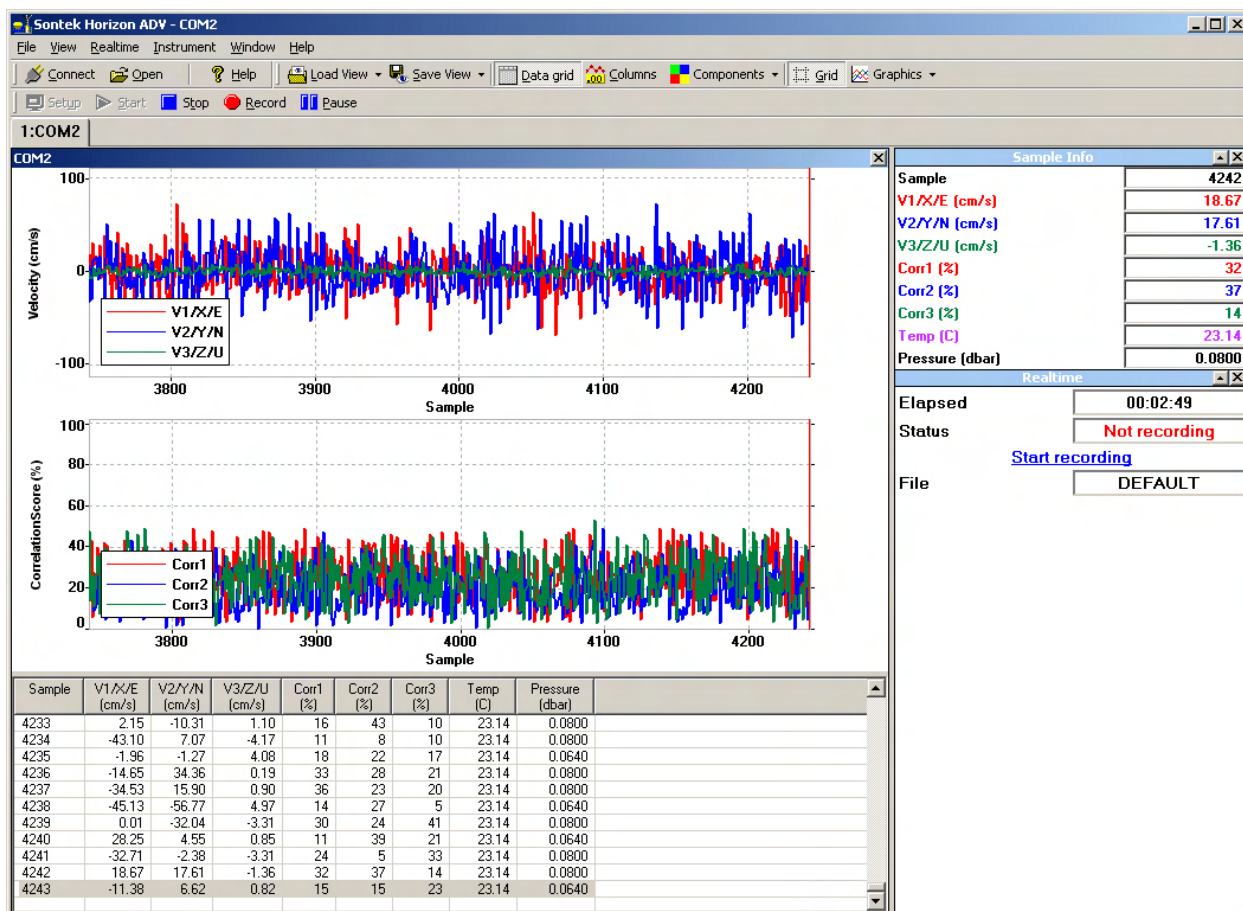 Sontek Horizon ADV - COM2
File View Realtime Instrument Window Help
Connect Open Help Load View Save View Data grid Columns Components Grid Graphics
Setup Start Stop Record Pause
1:COM2
COM2
Velocity (cm/s)
100
0
-100
V1/X/E
V2/Y/N
V3/Z/U
3800 3900 4000 4100 4200
Sample
CorrelationScore (%)
100
80
60
40
20
0
Corr1
Corr2
Corr3
3800 3900 4000 4100 4200
Sample
Sample V1/X/E (cm/s) V2/Y/N (cm/s) V3/Z/U (cm/s) Corr1 (%) Corr2 (%) Corr3 (%) Temp (C) Pressure (dbar)
4233 2.15 -10.31 1.10 16 43 10 23.14 0.0800
4234 -43.10 7.07 -4.17 11 8 10 23.14 0.0800
4235 -1.96 -1.27 4.08 18 22 17 23.14 0.0640
4236 -14.65 34.36 0.19 33 28 21 23.14 0.0800
4237 -34.53 15.90 0.90 36 23 20 23.14 0.0800
4238 -45.13 -56.77 4.97 14 27 5 23.14 0.0640
4239 0.01 -32.04 -3.31 30 24 41 23.14 0.0800
4240 28.25 4.55 0.85 11 39 21 23.14 0.0640
4241 -32.71 -2.38 -3.31 24 5 33 23.14 0.0800
4242 18.67 17.61 -1.36 32 37 14 23.14 0.0800
4243 -11.38 6.62 0.82 15 15 23 23.14 0.0640
Sample Info
Sample 4242
V1/X/E (cm/s) 18.67
V2/Y/N (cm/s) 17.61
V3/Z/U (cm/s) -1.36
Corr1 (%) 32
Corr2 (%) 37
Corr3 (%) 14
Temp (C) 23.14
Pressure (dbar) 0.0800
Realtime
Elapsed 00:02:49
Status Not recording
Start recording
File DEFAULT